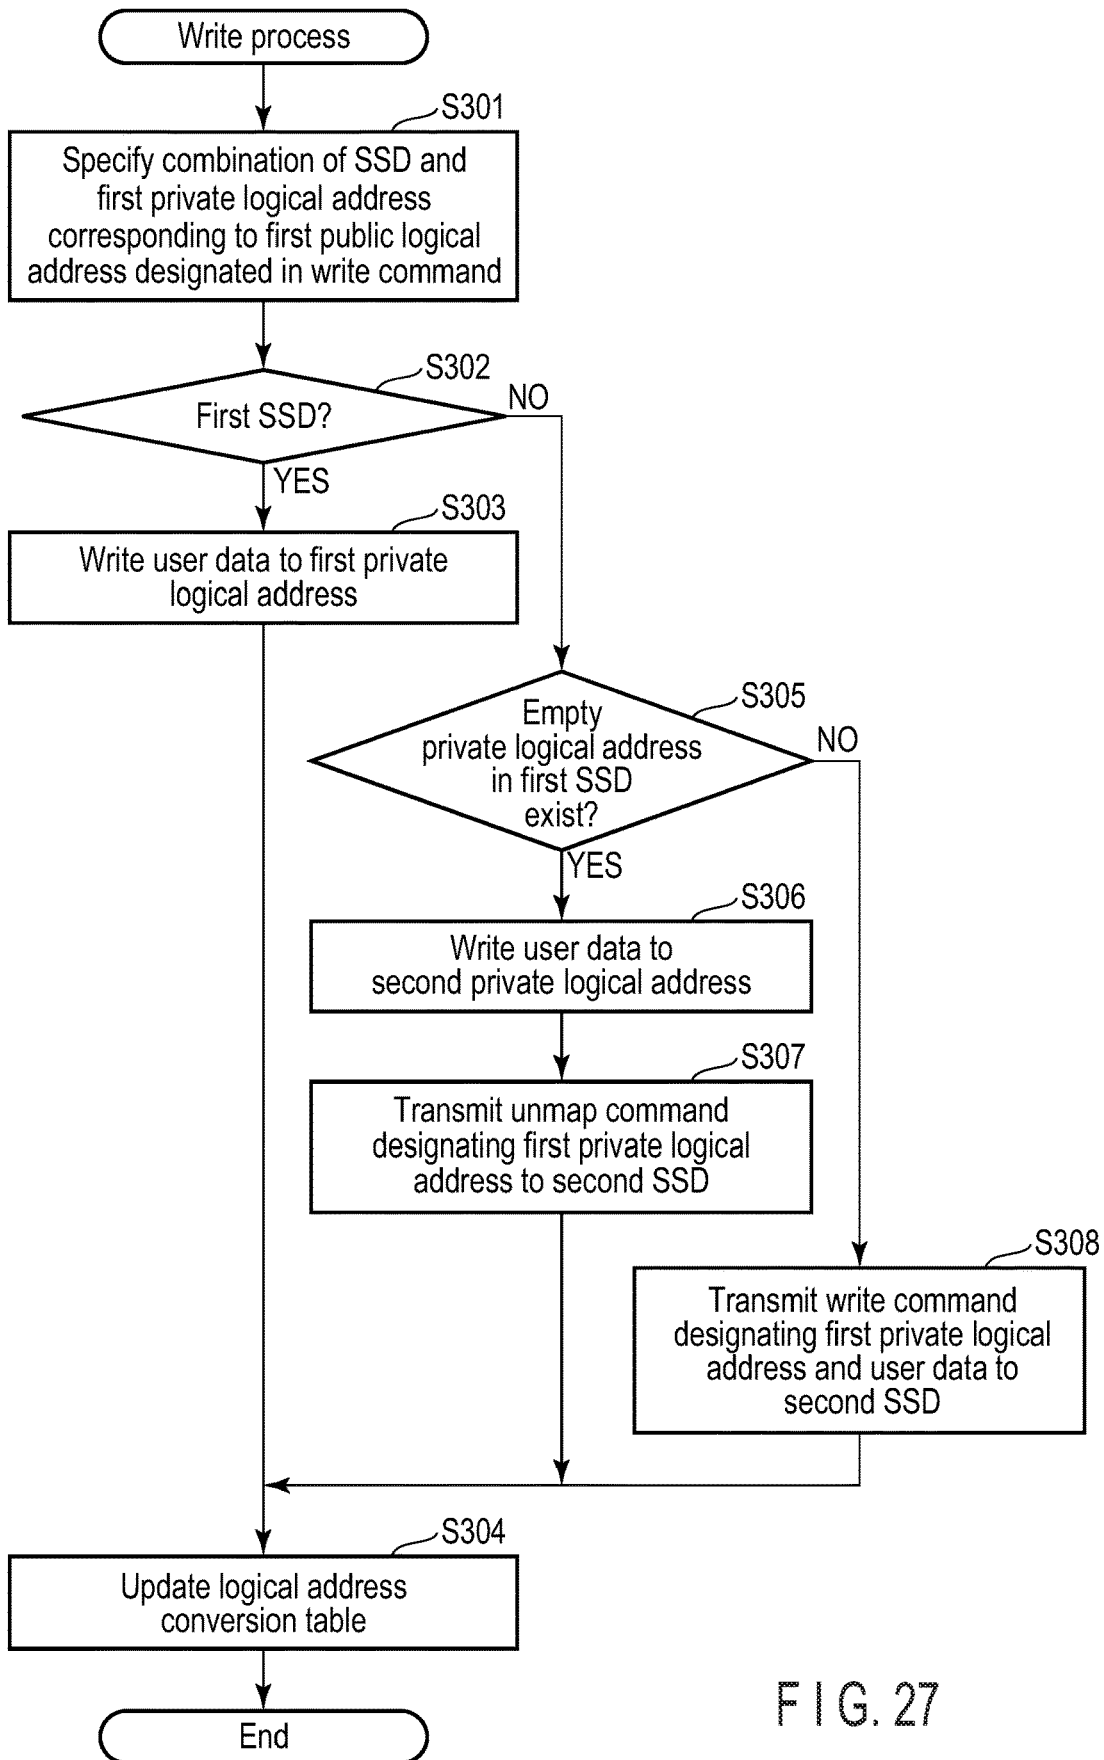 Write process
S301
Specify combination of SSD and
first private logical address
corresponding to first public logical
address designated in write command
S302
First SSD?
NO
YES
S303
Write user data to first private
logical address
S305
Empty
private logical address
in first SSD
exist?
NO
YES
S306
Write user data to
second private logical address
S307
Transmit unmap command
designating first private logical
address to second SSD
S308
Transmit write command
designating first private logical
address and user data to
second SSD
S304
Update logical address
conversion table
End
FIG. 27